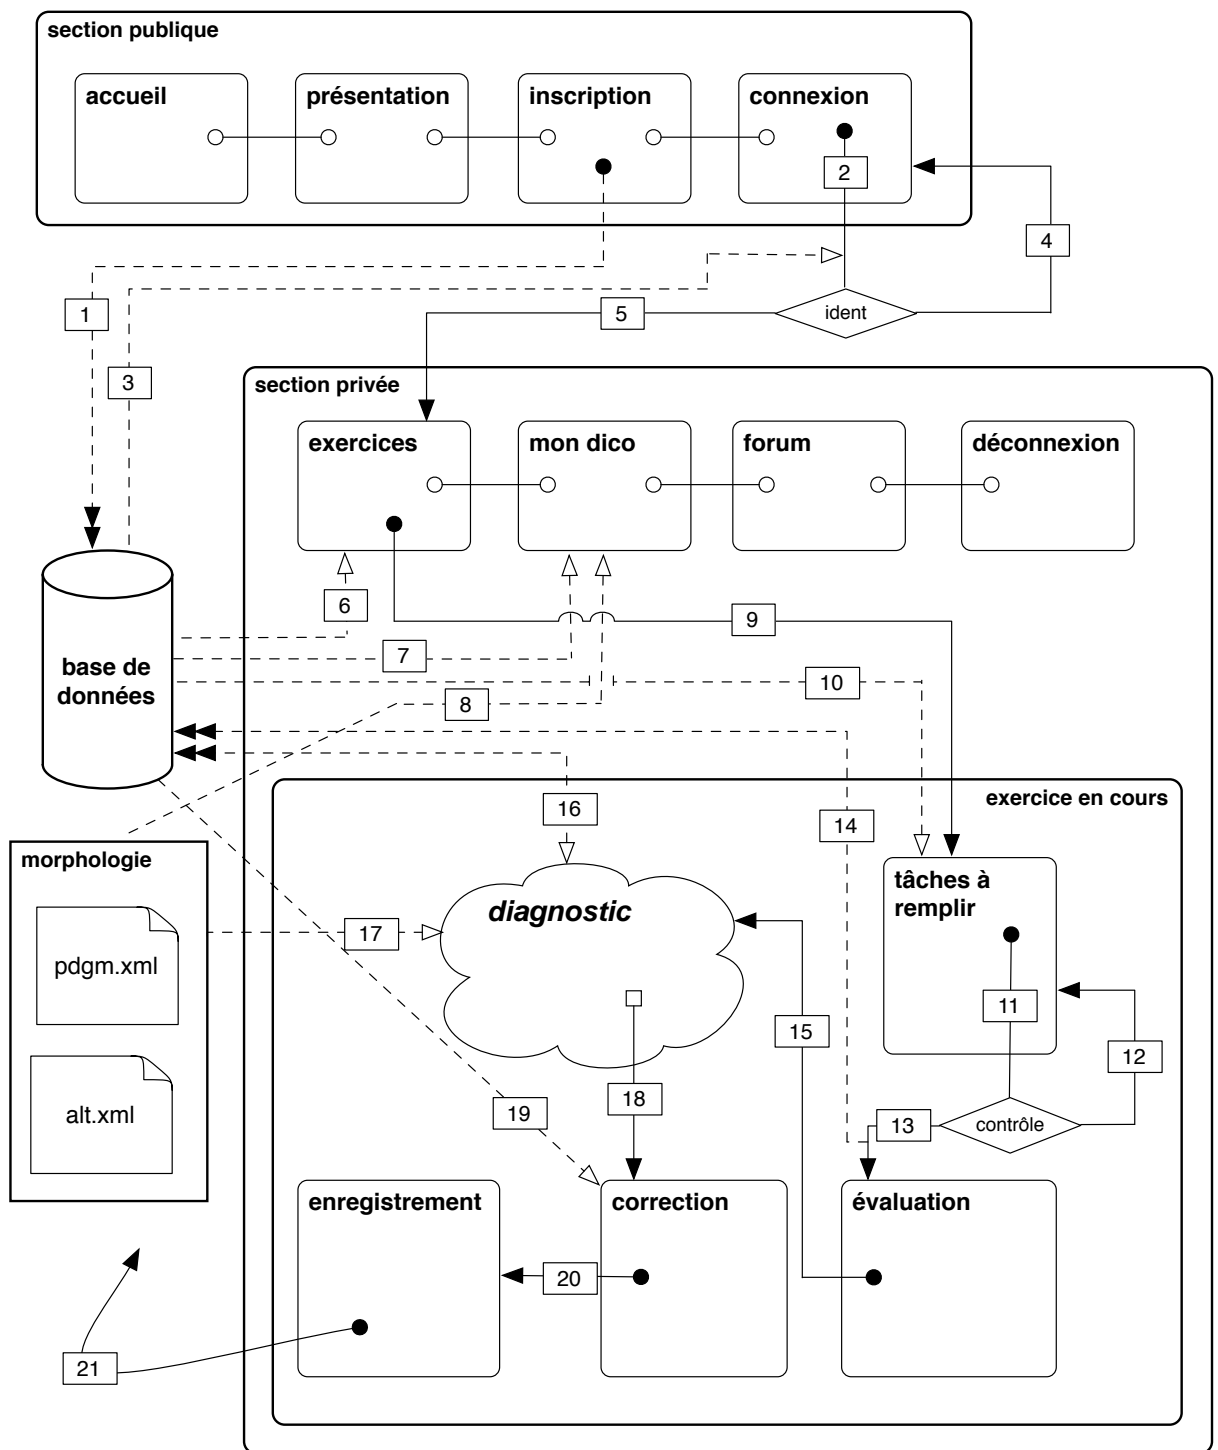 section publique
accueil
présentation
inscription
connexion
2
4
1
3
5
ident
section privée
exercices
mon dico
forum
déconnexion
6
9
7
base de
données
10
8
16
14
exercice en cours
morphologie
pdgm.xml
alt.xml
17
diagnostic
tâches à
remplir
11
15
12
18
19
13
contrôle
enregistrement
correction
évaluation
20
21